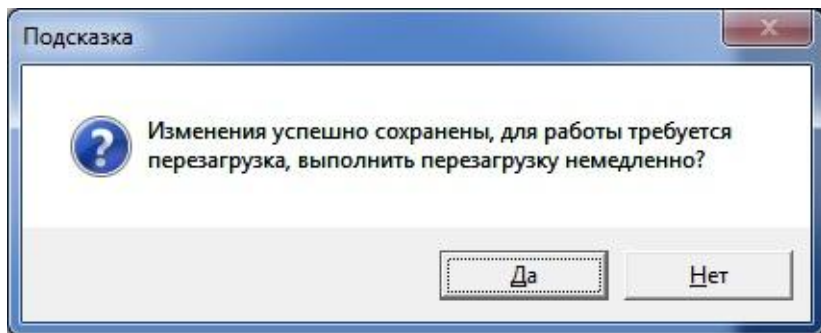 Подсказка
Изменения успешно сохранены, для работы требуется
перезагрузка, выполнить перезагрузку немедленно?
Да
Нет